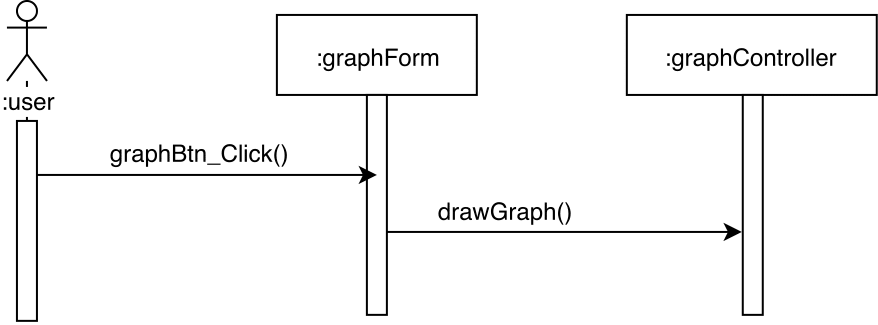 :graphForm
:graphController
:user
graphBtn_Click()
drawGraph()